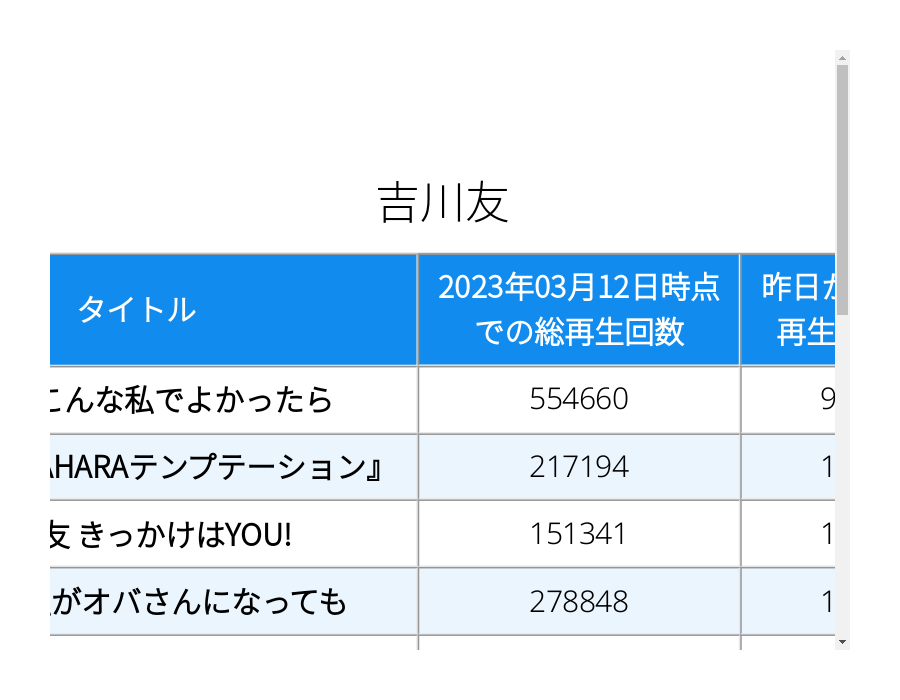 吉川友
タイトル
2023年03月12日時点
での総再生回数
昨日か
再生
こんな私でよかったら
554660
9
AHARAテンプテーション』
217194
1
友 きっかけはYOU!
151341
1
がオバさんになっても
278848
1